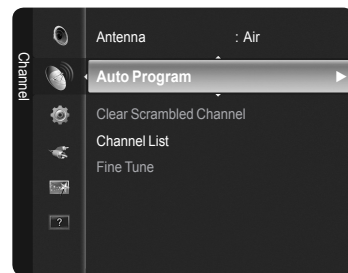 Channel
Antenna : Air
Auto Program
Clear Scrambled Channel
Channel List
Fine Tune
?